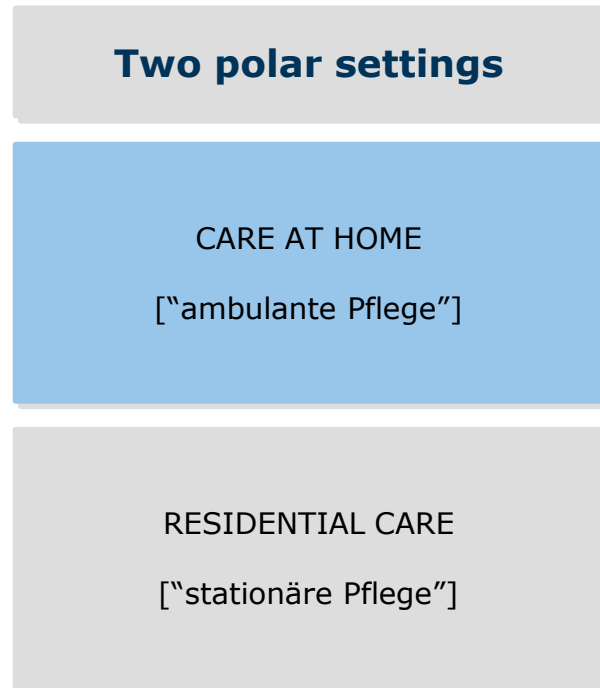 Two polar settings
CARE AT HOME
[“ambulante Pflege”]
RESIDENTIAL CARE
[“stationäre Pflege”]